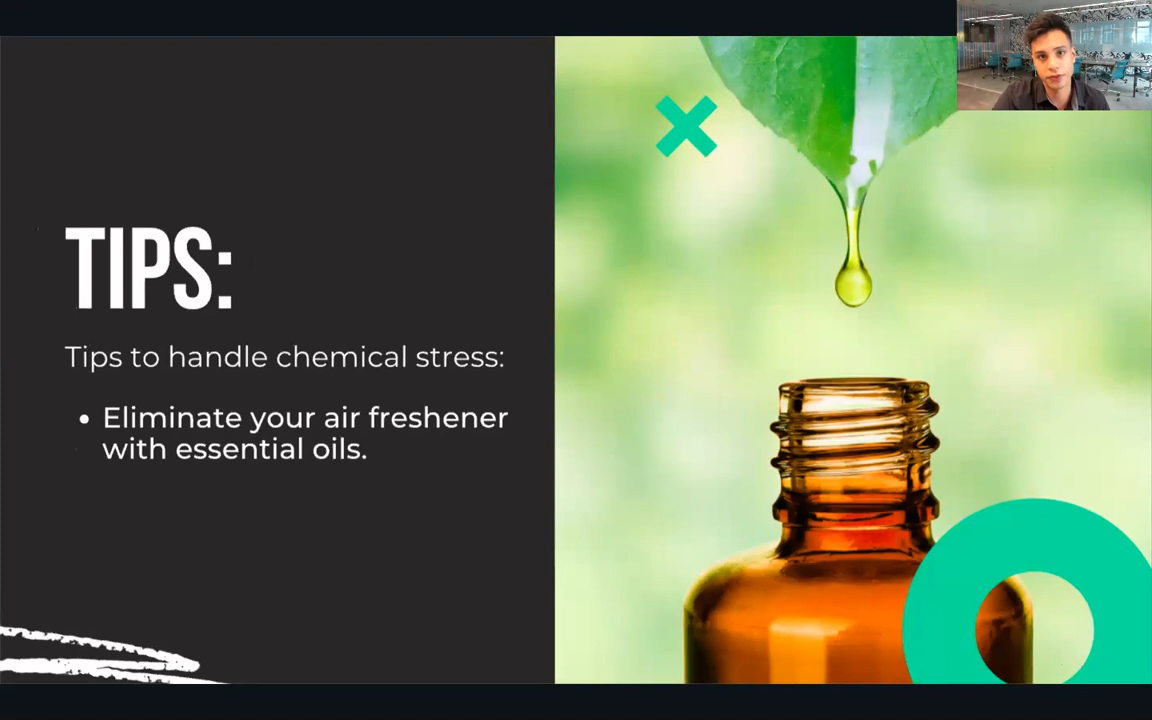 TIPS:
Tips to handle chemical stress:
• Eliminate your air freshener
with essential oils.